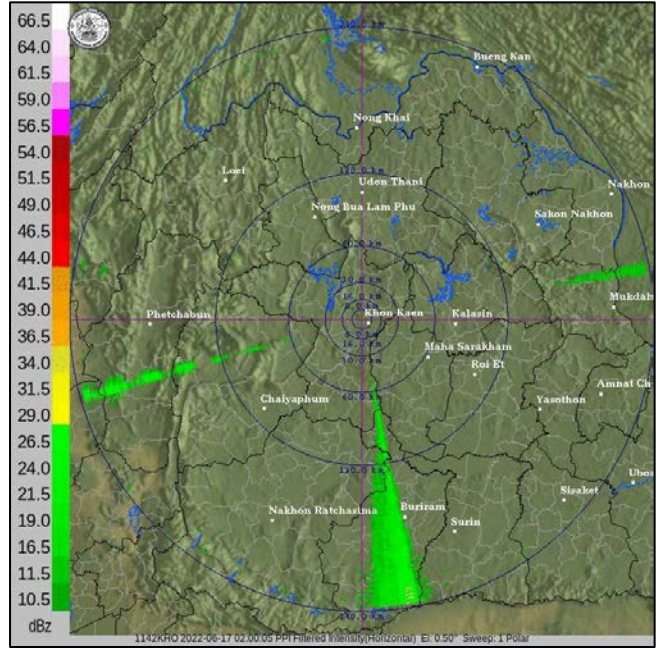 66.5
64.0
61.5
59.0
56.5
54.0
51.5
49.0
46.5
44.0
41.5
39.0
36.5
34.0
31.5
29.0
26.5
24.0
21.5
19.0
16.5
11.5
10.5
dBz
240.0 km
Bueng Kan
Nong Khai
Loei
Udon Thani
Nong Bua Lam Phu
Nakhon
Sakon Nakhon
Mukdah
Khon Kaen
Kalasin
Phetchabun
Maha Sarakham
Roi Et
Chaiyaphum
Yasothon
Amnat Ch
Ubon
Sisaket
Nakhon Ratchasima
Buriram
Surin
1142KHO 2022-06-17 02:00:05 PPI Filtered Intensity(Horizontal) El: 0.50° Sweep: 1 Polar